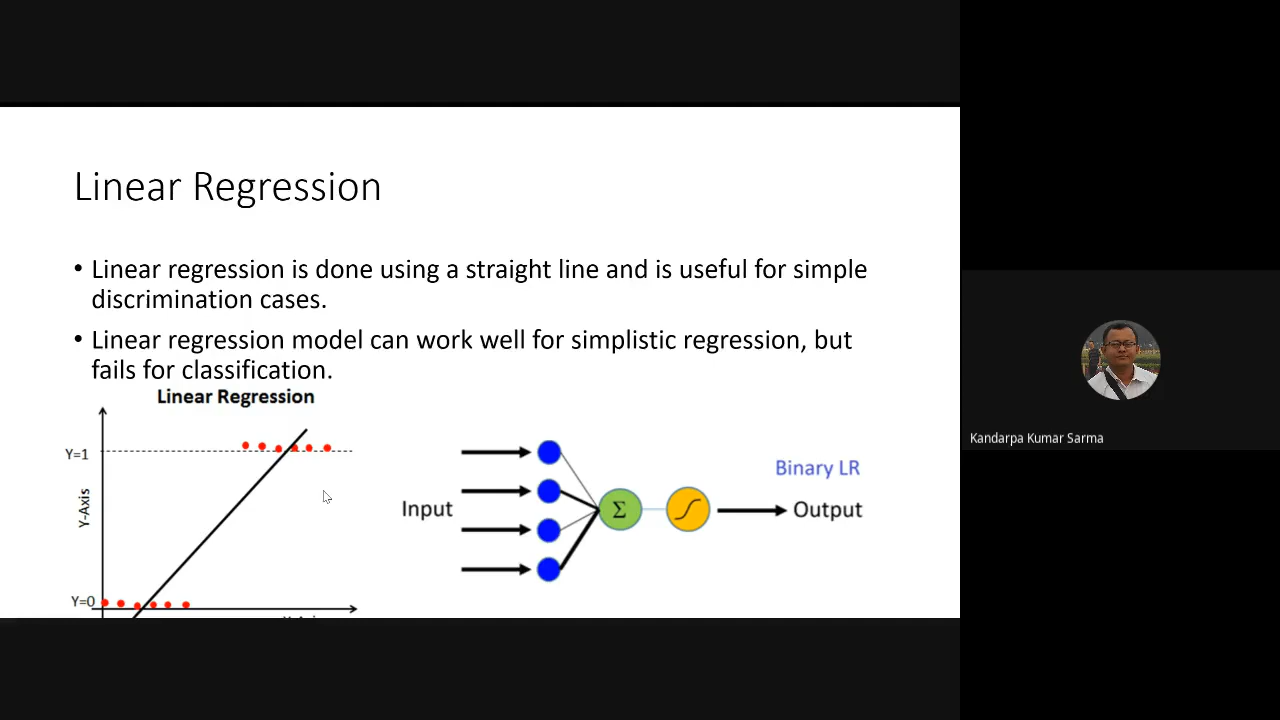 Linear Regression
• Linear regression is done using a straight line and is useful for simple
discrimination cases.
• Linear regression model can work well for simplistic regression, but
fails for classification.
Linear Regression
Y=1
Y-Axis
Y=0
Input
Σ
Binary LR
Output
Kandarpa Kumar Sarma